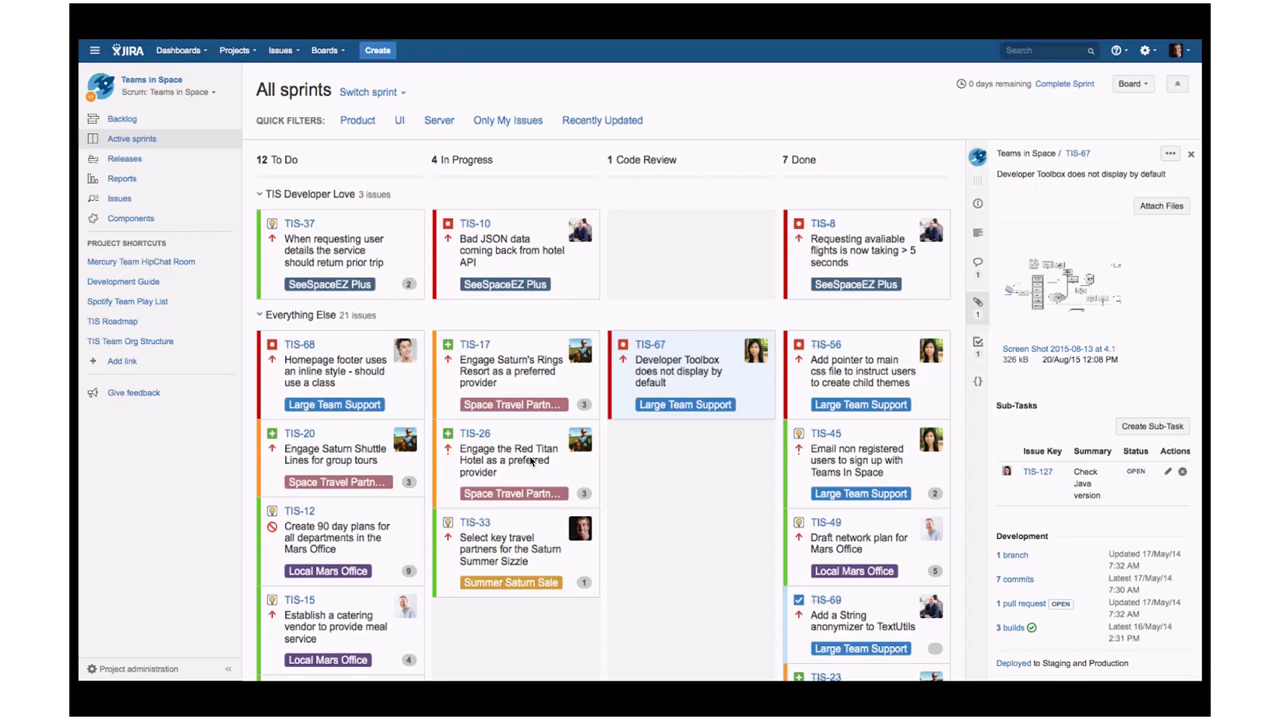 JIRA
Dashboards
Projects
Issues
Boards
Create
Search
Teams in Space
Scrum: Teams in Space
Backlog
Active sprints
Releases
Reports
Issues
Components
PROJECT SHORTCUTS
Mercury Team HipChat Room
Development Guide
Spotify Team Play List
TIS Roadmap
TIS Team Org Structure
Add link
Give feedback
Project administration
All sprints
Switch sprint
0 days remaining
Complete Sprint
Board
QUICK FILTERS:
Product
UI
Server
Only My Issues
Recently Updated
12 To Do
4 In Progress
1 Code Review
7 Done
TIS Developer Love 3 issues
TIS-37
When requesting user
details the service
should return prior trip
SeeSpaceEZ Plus
2
TIS-10
Bad JSON data
coming back from hotel
API
SeeSpaceEZ Plus
TIS-8
Requesting avaliable
flights is now taking > 5
seconds
SeeSpaceEZ Plus
Everything Else 21 issues
TIS-68
Homepage footer uses
an inline style - should
use a class
Large Team Support
TIS-20
Engage Saturn Shuttle
Lines for group tours
Space Travel Partn...
3
TIS-12
Create 90 day plans for
all departments in the
Mars Office
Local Mars Office
9
TIS-15
Establish a catering
vendor to provide meal
service
Local Mars Office
4
TIS-17
Engage Saturn's Rings
Resort as a preferred
provider
Space Travel Partn...
3
TIS-26
Engage the Red Titan
Hotel as a preferred
provider
Space Travel Partn...
3
TIS-33
Select key travel
partners for the Saturn
Summer Sizzle
Summer Saturn Sale
1
TIS-67
Developer Toolbox
does not display by
default
Large Team Support
TIS-56
Add pointer to main
css file to instruct users
to create child themes
Large Team Support
TIS-45
Email non registered
users to sign up with
Teams In Space
Large Team Support
2
TIS-49
Draft network plan for
Mars Office
Local Mars Office
5
TIS-69
Add a String
anonymizer to TextUtils
Large Team Support
TIS-23
1
1
1
Teams in Space / TIS-67
Developer Toolbox does not display by default
Attach Files
Screen Shot 2015-08-13 at 4.1
326 kB 20/Aug/15 12:08 PM
Sub-Tasks
Create Sub-Task
Issue Key Summary Status Actions
TIS-127 Check OPEN
Java
version
Development
1 branch Updated 17/May/14
7:32 AM
7 commits Latest 17/May/14
7:30 AM
1 pull request OPEN Updated 17/May/14
7:32 AM
3 builds Latest 16/May/14
2:31 PM
Deployed to Staging and Production